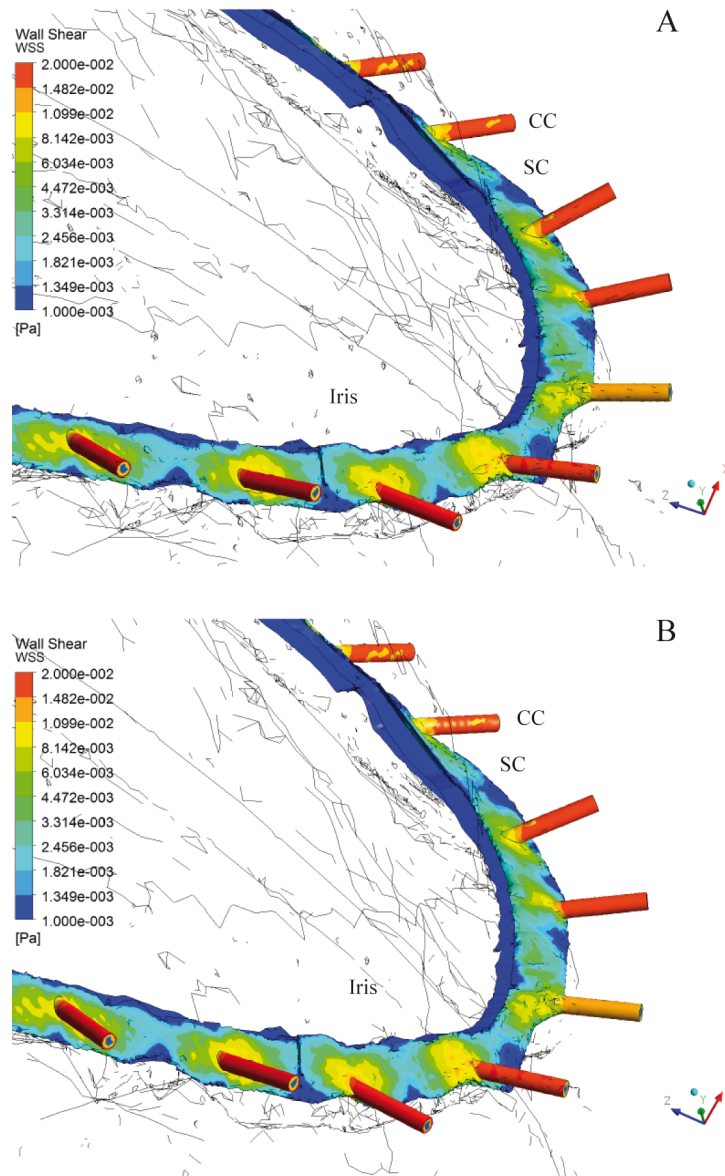 A
Wall Shear
WSS
2.000e-002
1.482e-002
1.099e-002
8.142e-003
6.034e-003
4.472e-003
3.314e-003
2.456e-003
1.821e-003
1.349e-003
1.000e-003
[Pa]
CC
SC
Iris
X
Y
Z
B
Wall Shear
WSS
2.000e-002
1.482e-002
1.099e-002
8.142e-003
6.034e-003
4.472e-003
3.314e-003
2.456e-003
1.821e-003
1.349e-003
1.000e-003
[Pa]
CC
SC
Iris
Y
Z